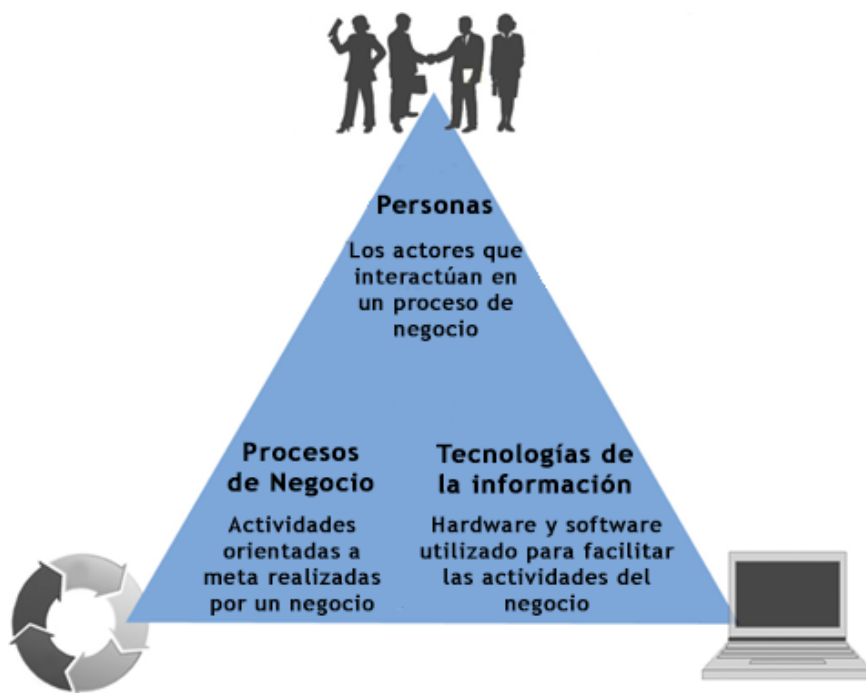 Personas
Los actores que
interactúan en
un proceso de
negocio
Procesos
de Negocio
Actividades
orientadas a
meta realizadas
por un negocio
Tecnologías de
la información
Hardware y software
utilizado para facilitar
las actividades del
negocio